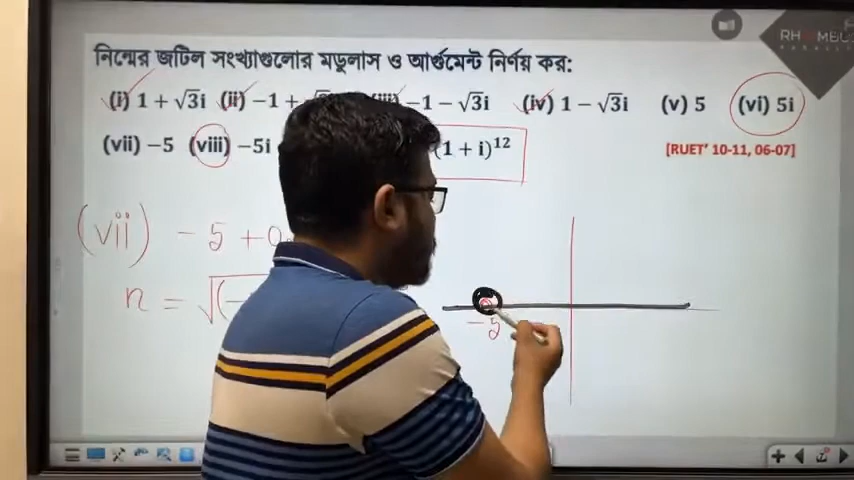 নিম্নের জটিল সংখ্যাগুলোর মডুলাস ও আর্গুমেন্ট নির্ণয় কর:
(i) 1 + √3i (ii) −1 + −1 − √3i (iv) 1 − √3i (v) 5 (vi) 5i
(vii) −5 (viii) −5i (1 + i)¹² [RUET' 10-11, 06-07]
(vii) −5 + 0
r = √(−
−5